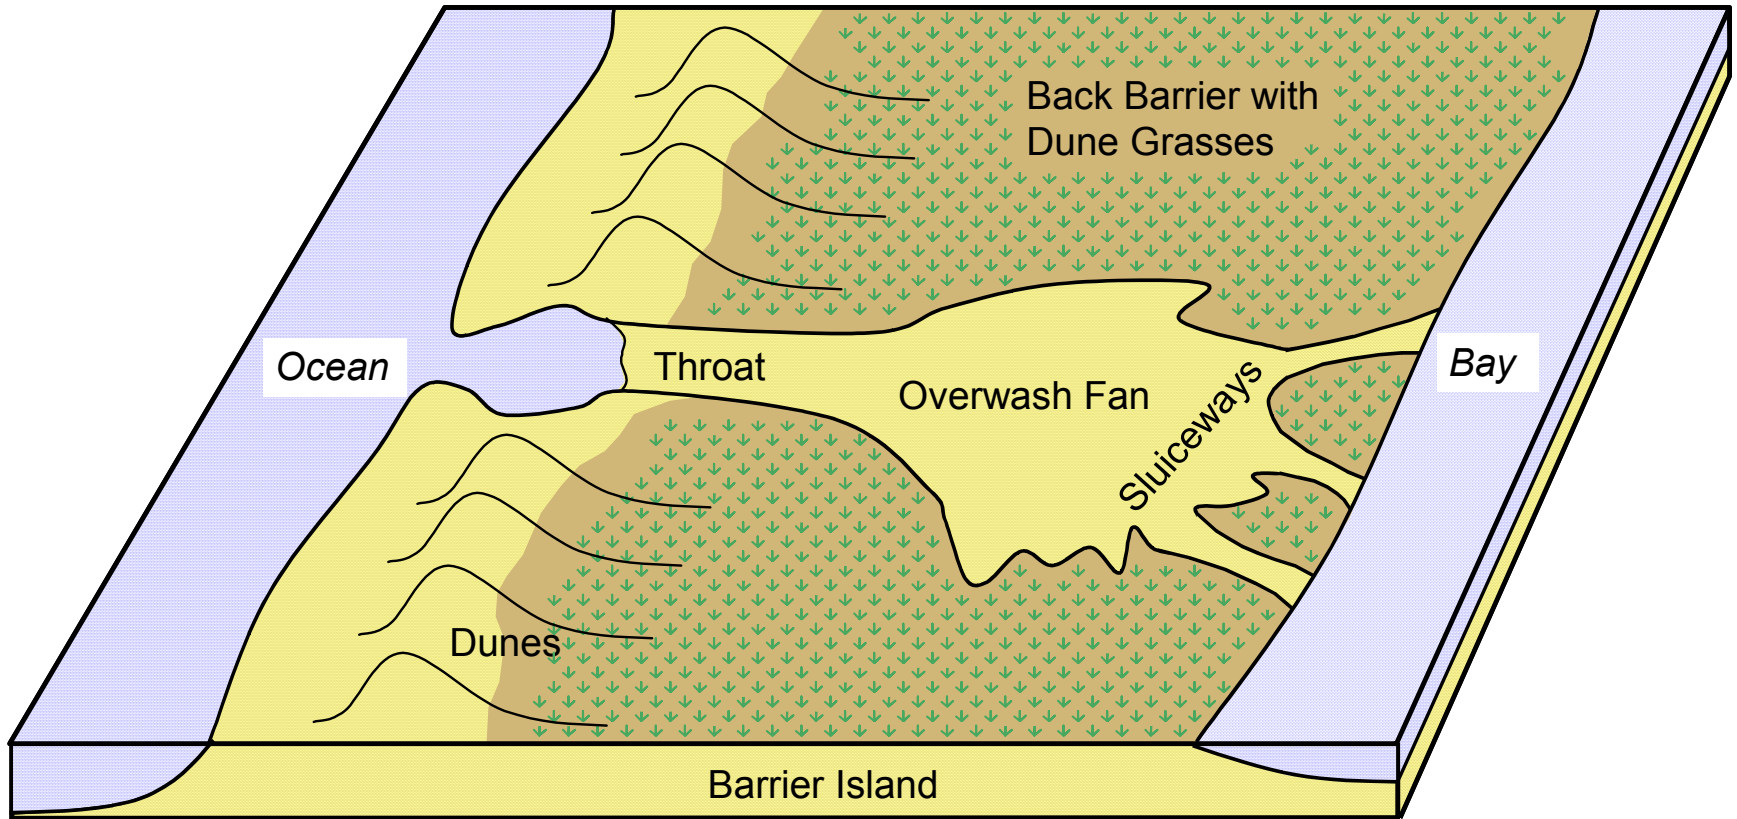 Back Barrier with
Dune Grasses
Ocean
Throat
Overwash Fan
Sluiceways
Bay
Dunes
Barrier Island